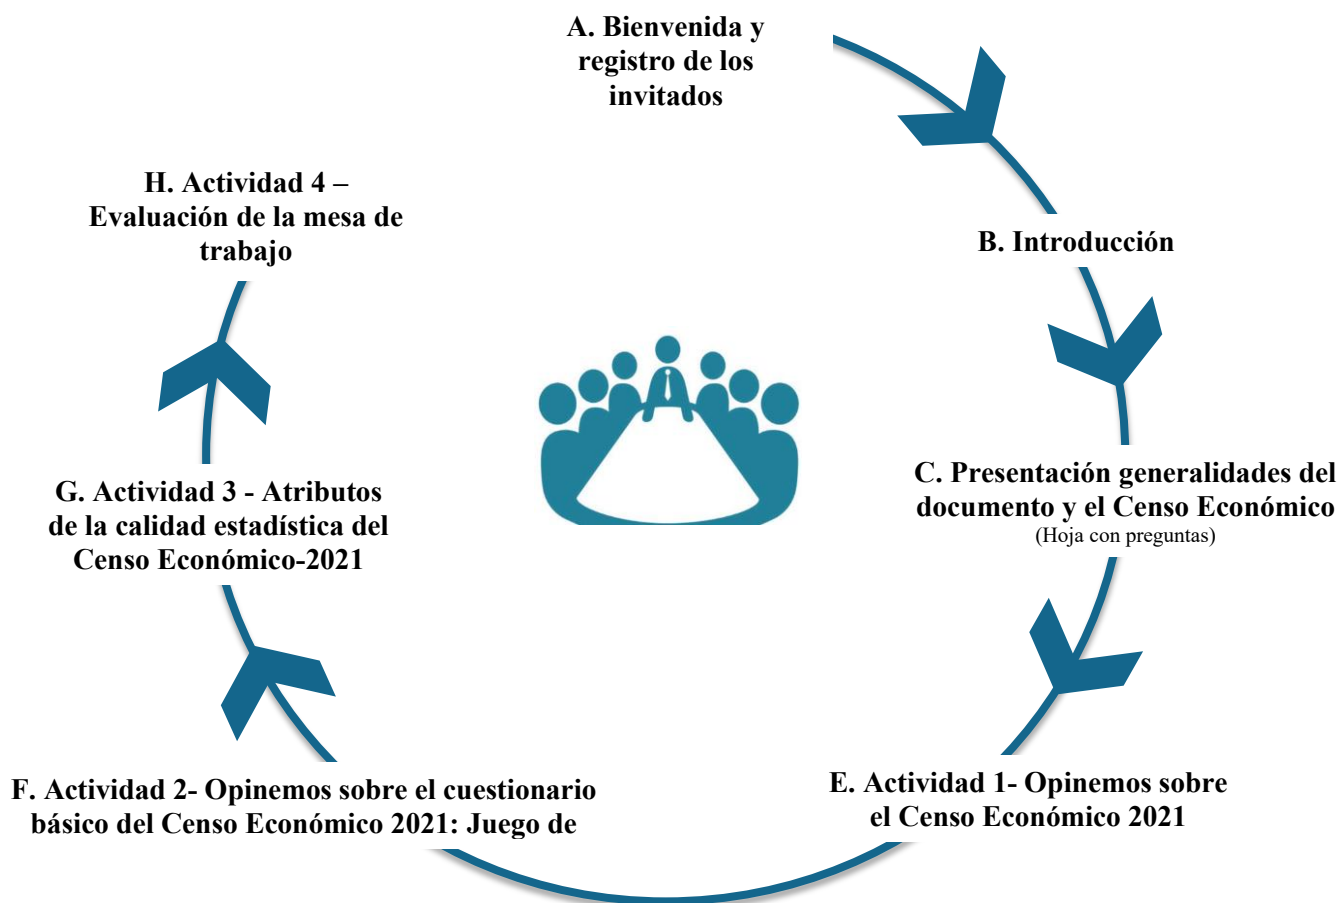 A. Bienvenida y
registro de los
invitados
B. Introducción
C. Presentación generalidades del
documento y el Censo Económico
(Hoja con preguntas)
E. Actividad 1- Opinemos sobre
el Censo Económico 2021
F. Actividad 2- Opinemos sobre el cuestionario
básico del Censo Económico 2021: Juego de
G. Actividad 3 - Atributos
de la calidad estadística del
Censo Económico-2021
H. Actividad 4 –
Evaluación de la mesa de
trabajo